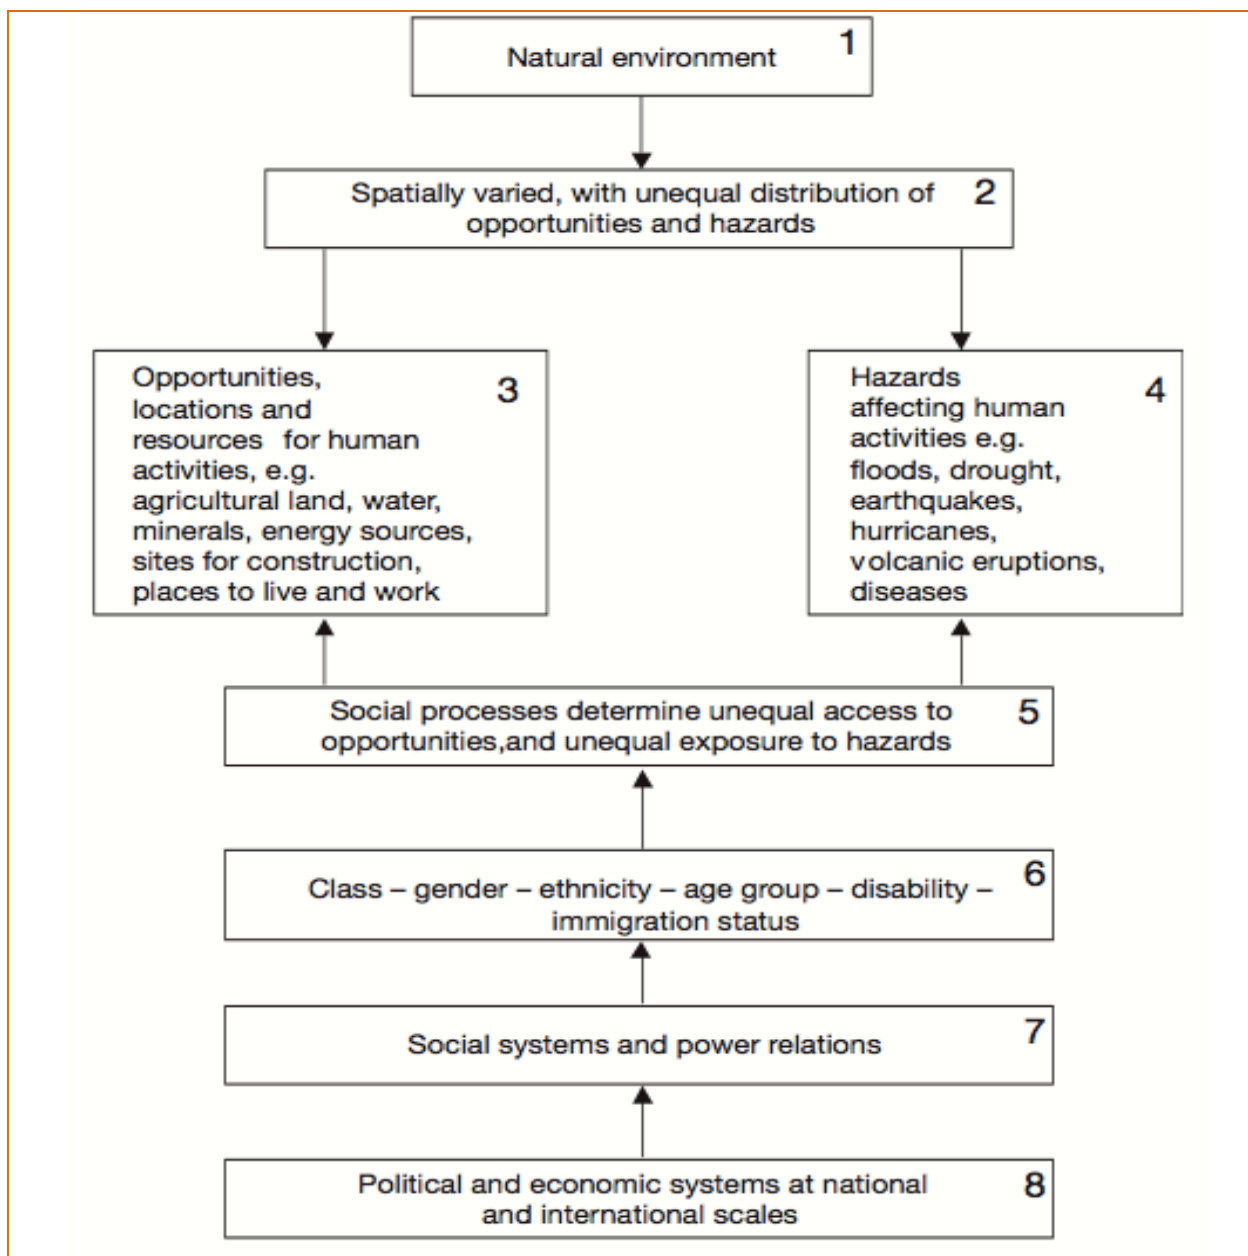 Natural environment 1
Spatially varied, with unequal distribution of 2
opportunities and hazards
Opportunities, 3
locations and
resources for human
activities, e.g.
agricultural land, water,
minerals, energy sources,
sites for construction,
places to live and work
Hazards 4
affecting human
activities e.g.
floods, drought,
earthquakes,
hurricanes,
volcanic eruptions,
diseases
Social processes determine unequal access to 5
opportunities,and unequal exposure to hazards
Class – gender – ethnicity – age group – disability – 6
immigration status
Social systems and power relations 7
Political and economic systems at national 8
and international scales